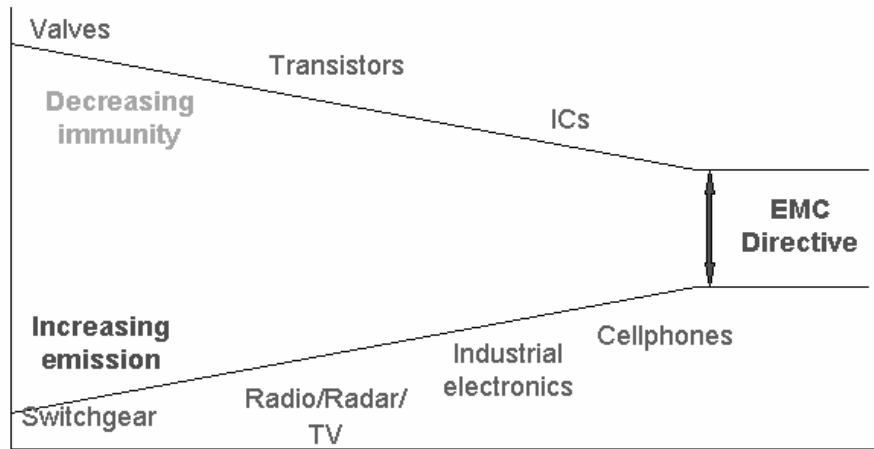 Valves
Transistors
Decreasing
immunity
ICs
EMC
Directive
Increasing
emission
Cellphones
Industrial
electronics
Radio/Radar/
TV
Switchgear